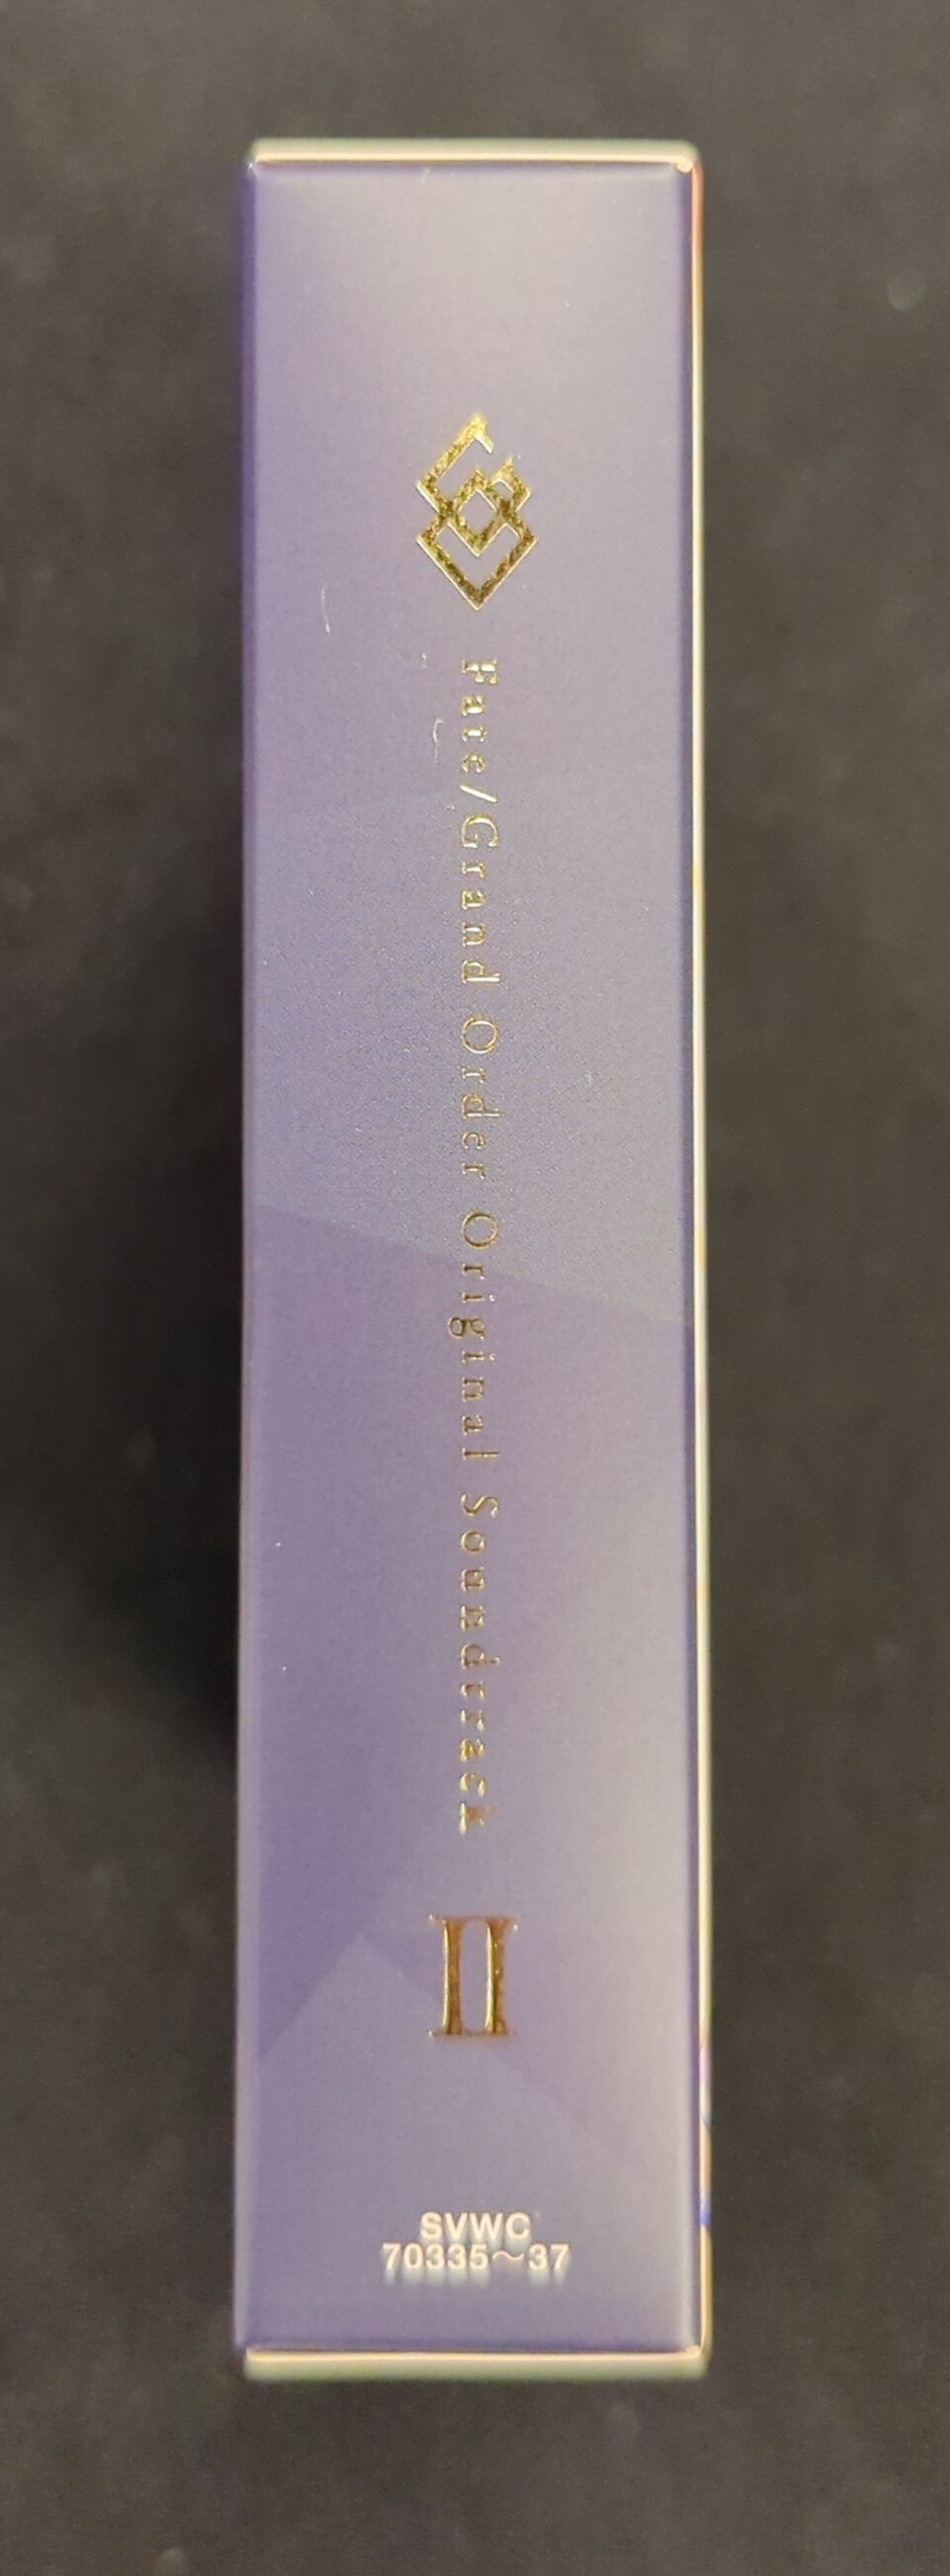 Fate/Grand Order Original Soundtrack
II
SVWC
70335～37